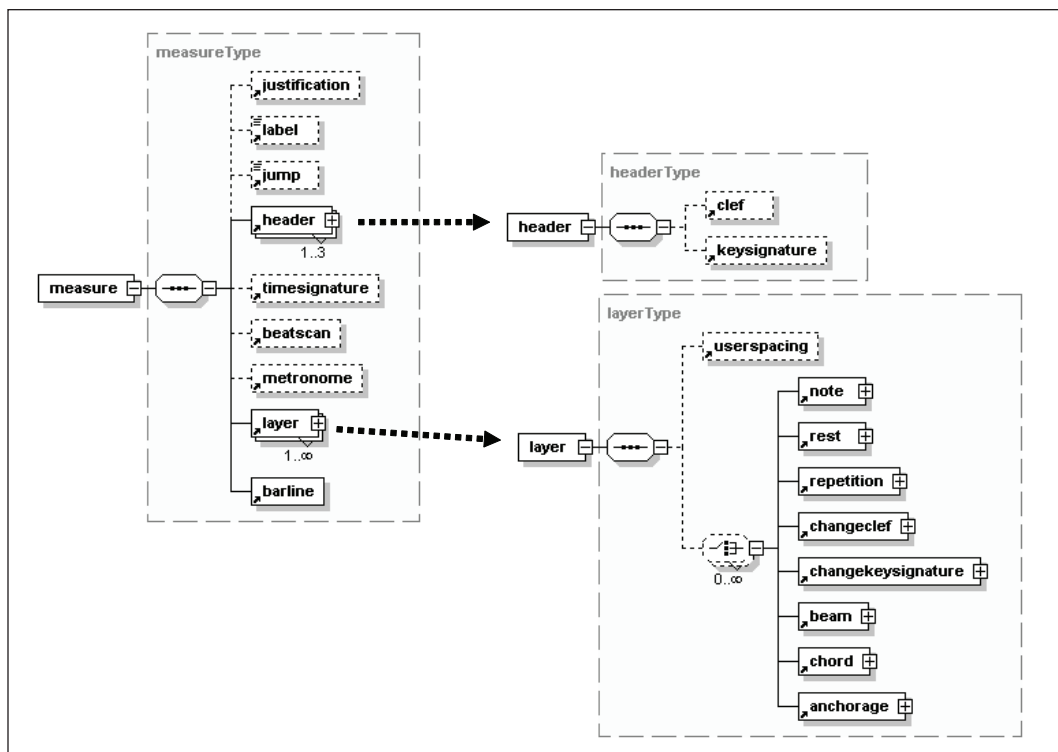 measureType
justification
label
jump
header
1..3
measure
timesignature
beatscan
metronome
layer
1..∞
barline
headerType
header
clef
keysignature
layerType
layer
userspacing
0..∞
note
rest
repetition
changeclef
changekeysignature
beam
chord
anchorage